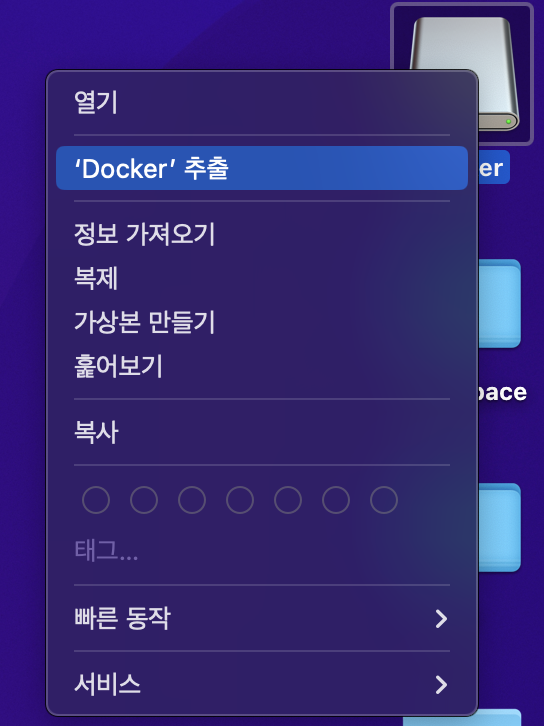 열기
‘Docker’ 추출
er
정보 가져오기
복제
가상본 만들기
훑어보기
pace
복사
태그...
빠른 동작
서비스